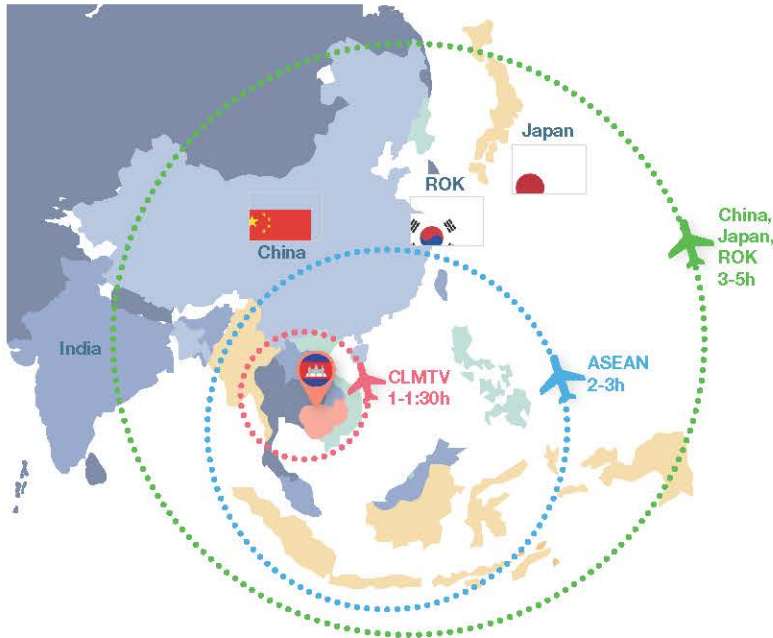 Japan
ROK
China
India
China,
Japan,
ROK
3-5h
ASEAN
2-3h
CLMTV
1-1:30h